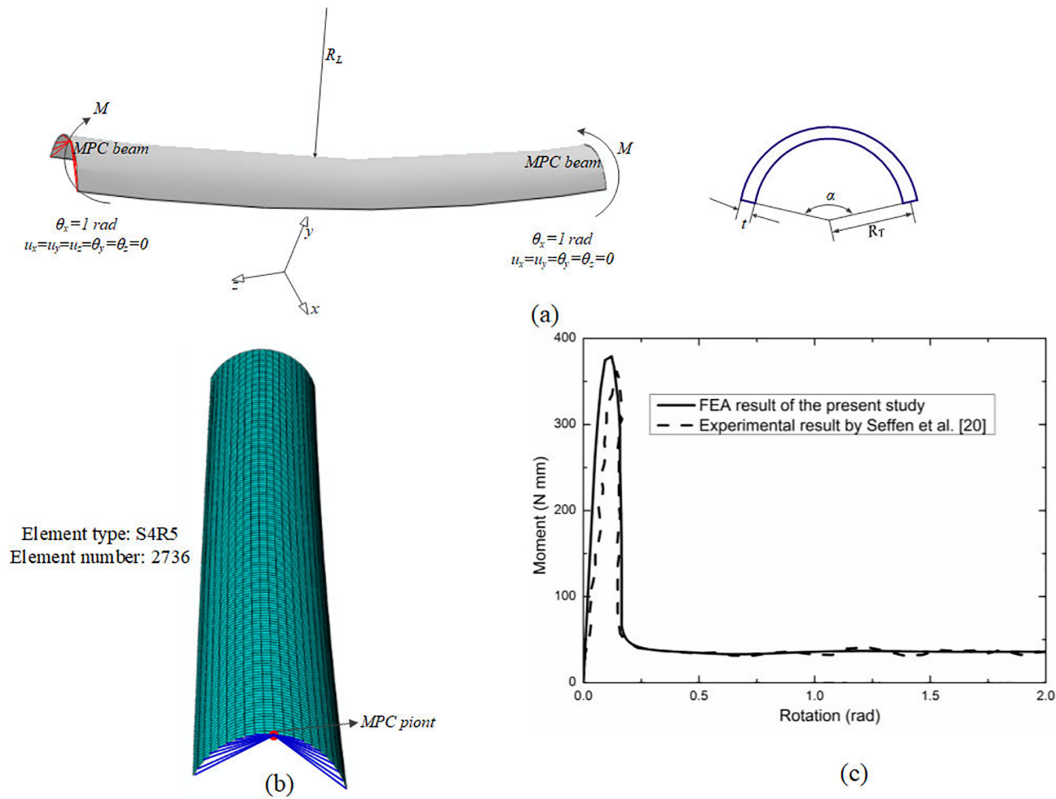 R_L
M
MPC beam
MPC beam
M
θx=1 rad
ux=uy=uz=θy=θz=0
θx=1 rad
ux=uy=θy=θz=0
y
z
x
α
t
R_T
(a)
Element type: S4R5
Element number: 2736
MPC piont
(b)
400
300
200
100
0
0.0 0.5 1.0 1.5 2.0
Moment (N mm)
Rotation (rad)
FEA result of the present study
Experimental result by Seffen et al. [20]
(c)